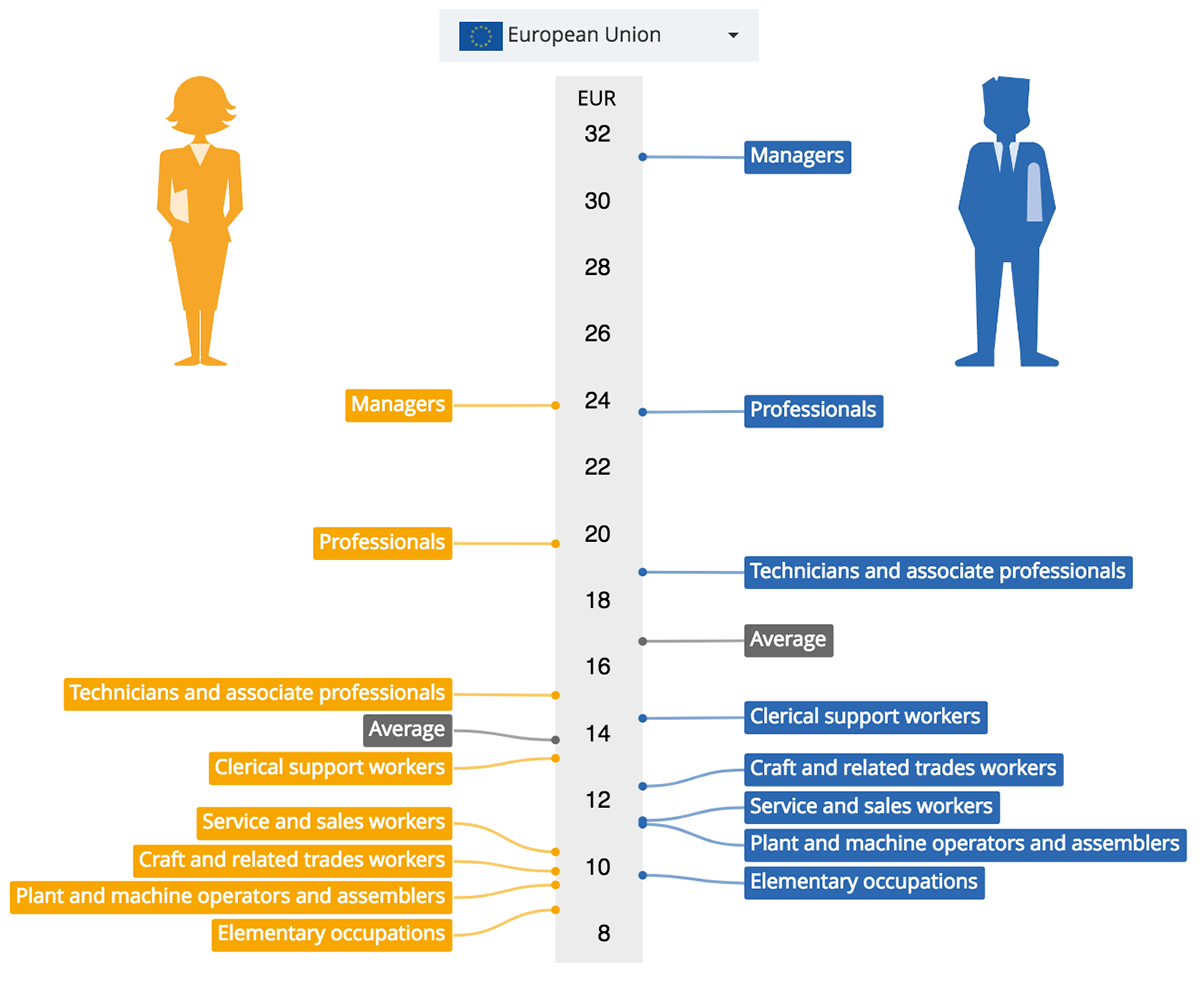 European Union
EUR
32
30
28
26
24
22
20
18
16
14
12
10
8
Managers
Professionals
Technicians and associate professionals
Average
Clerical support workers
Service and sales workers
Craft and related trades workers
Plant and machine operators and assemblers
Elementary occupations
Managers
Professionals
Technicians and associate professionals
Average
Clerical support workers
Craft and related trades workers
Service and sales workers
Plant and machine operators and assemblers
Elementary occupations